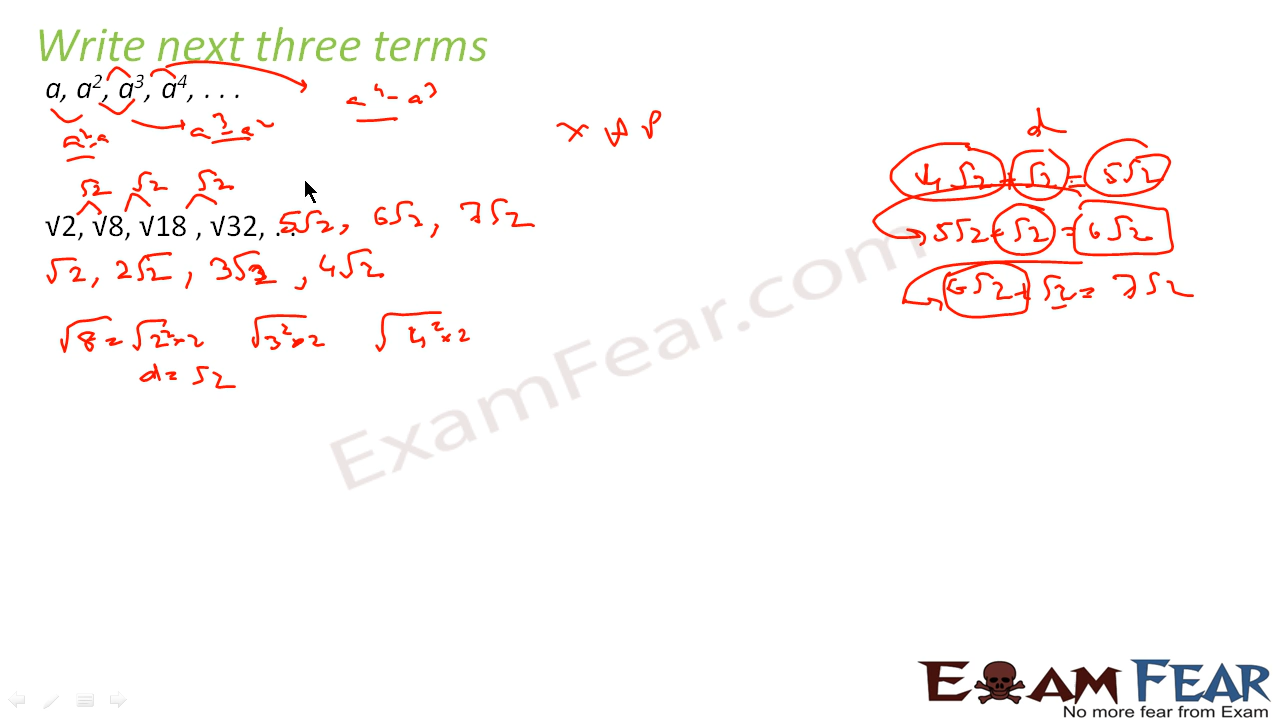 Write next three terms
a, a², a³, a⁴, . . .
a⁴ - a³
a² - a
a³ - a²
x AP
d
√2 √2 √2
4√2 + √2 = 5√2
√2, √8, √18 , √32, . . 5√2, 6√2, 7√2
5√2 + √2 = 6√2
√2, 2√2, 3√2, 4√2
6√2 + √2 = 7√2
√8 = √2²×2 √3²×2 √4²×2
d = √2
ExamFear.com
EXAM FEAR
No more fear from Exam